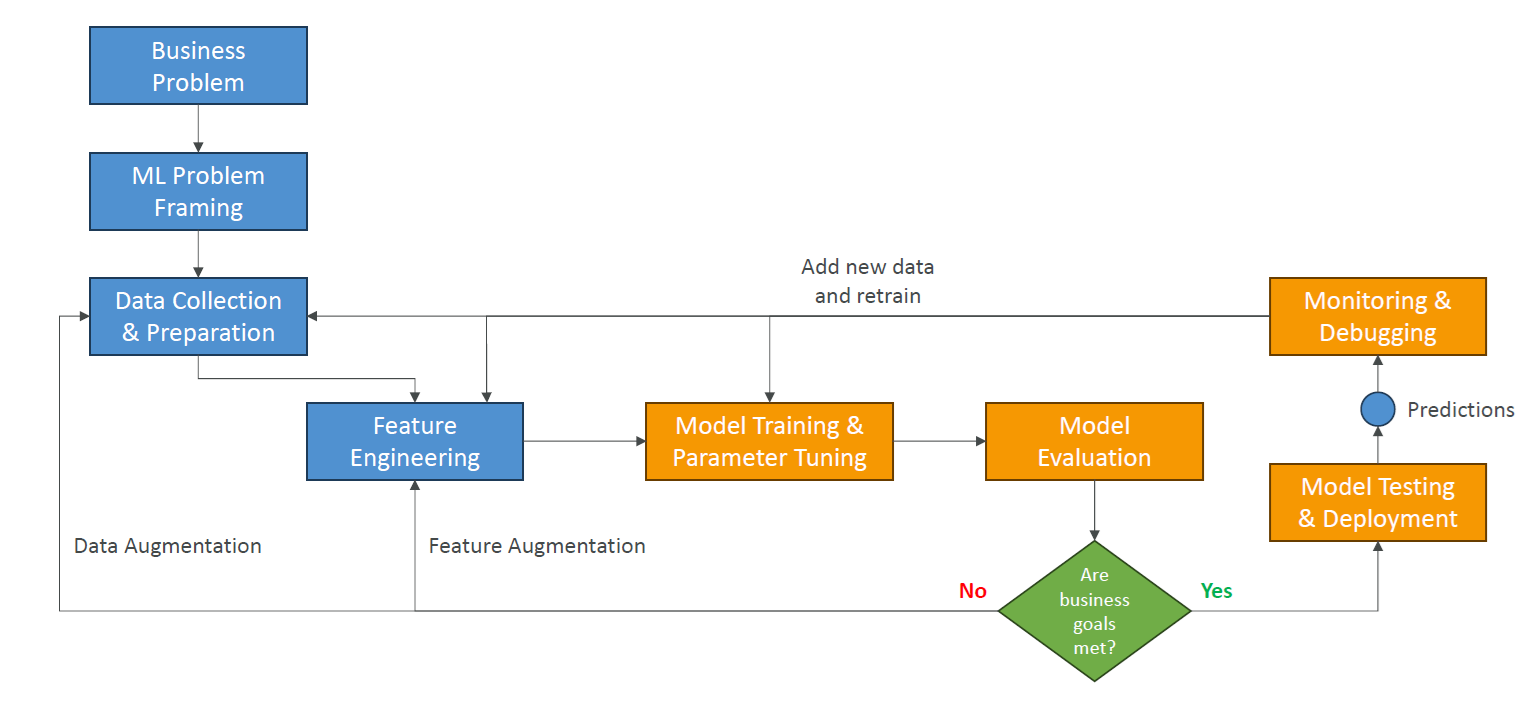 Business
Problem
ML Problem
Framing
Data Collection
& Preparation
Add new data
and retrain
Monitoring &
Debugging
Predictions
Feature
Engineering
Model Training &
Parameter Tuning
Model
Evaluation
Model Testing
& Deployment
Data Augmentation
Feature Augmentation
No
Are
business
goals
met?
Yes